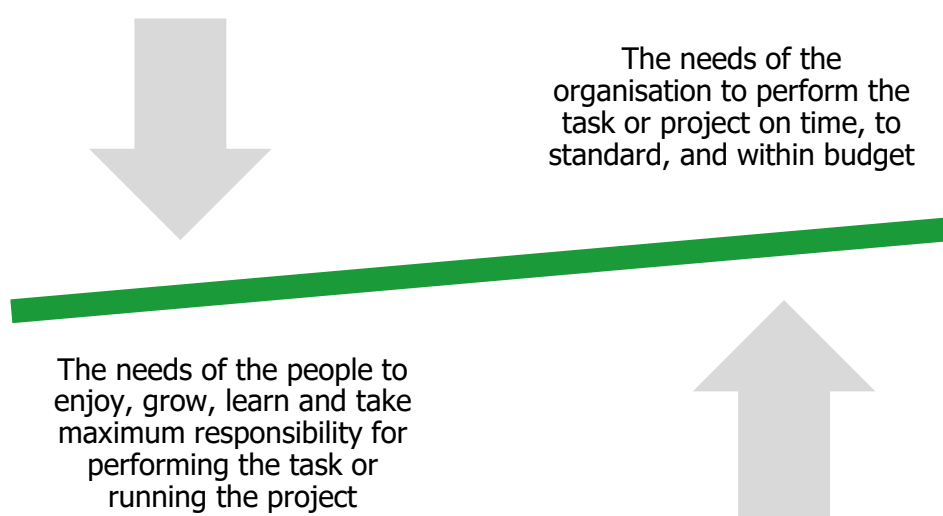 The needs of the
organisation to perform the
task or project on time, to
standard, and within budget
The needs of the people to
enjoy, grow, learn and take
maximum responsibility for
performing the task or
running the project